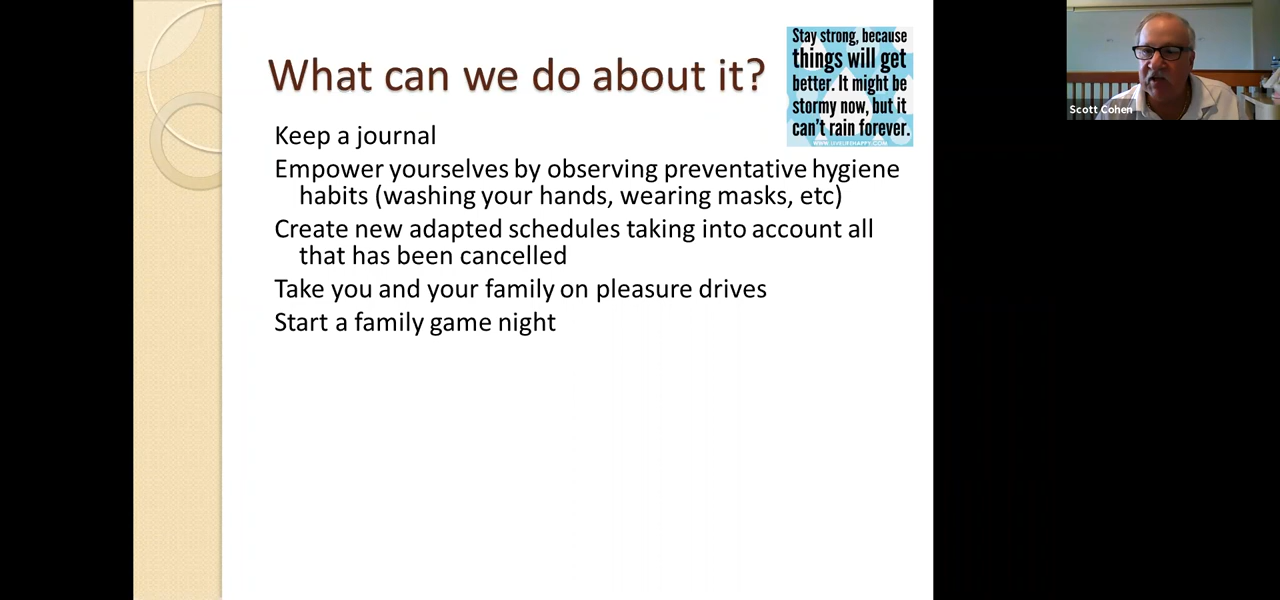 What can we do about it?
Stay strong, because
things will get
better. It might be
stormy now, but it
can't rain forever.
WWW.LIVELIFEHAPPY.COM
Keep a journal
Empower yourselves by observing preventative hygiene
habits (washing your hands, wearing masks, etc)
Create new adapted schedules taking into account all
that has been cancelled
Take you and your family on pleasure drives
Start a family game night
Scott Cohen